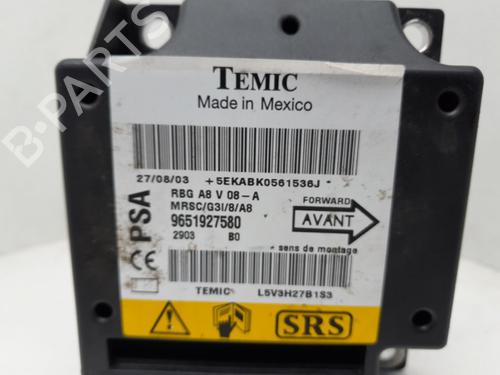 TEMIC
Made in Mexico
27/08/03 +5EKABK0561536J
RBG A8 V 08-A
MRSC/G3I/8/A8
9651927580
2903 B0
PSA
CE
FORWARD
AVANT
sens de montage
TEMIC L5V3H27B1S3
SRS
B-PARTS